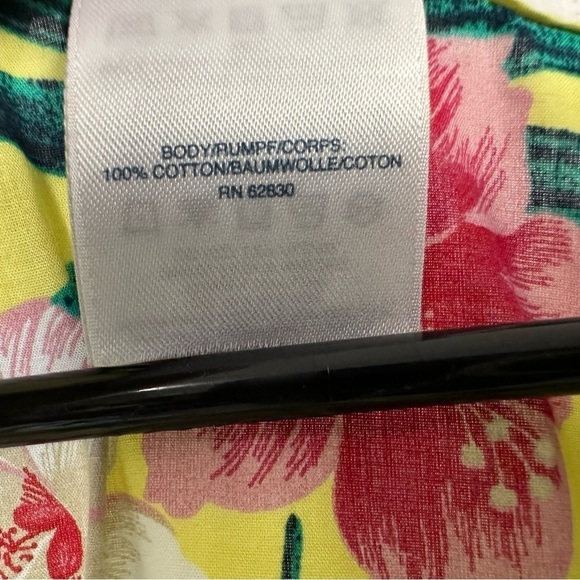 BODY/RUMPF/CORPS:
100% COTTON/BAUMWOLLE/COTON
RN 62830